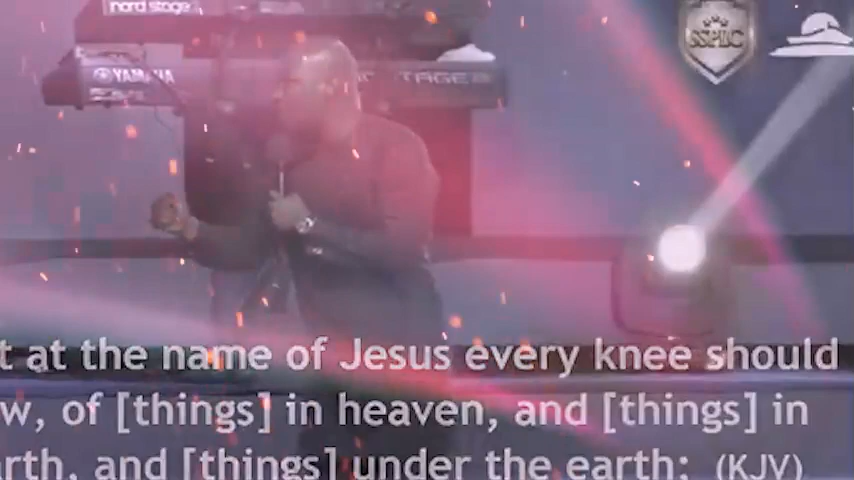 nord stage
YAMAHA
STAGE
SSPLC
t at the name of Jesus every knee should
w, of [things] in heaven, and [things] in
rth, and [things] under the earth; (KJV)